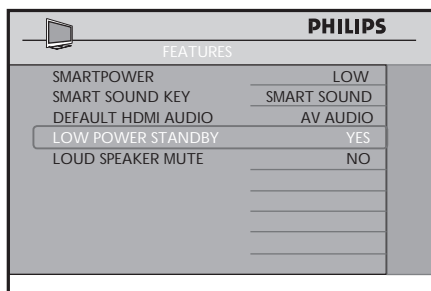 PHILIPS
FEATURES
SMARTPOWER LOW
SMART SOUND KEY SMART SOUND
DEFAULT HDMI AUDIO AV AUDIO
LOW POWER STANDBY YES
LOUD SPEAKER MUTE NO